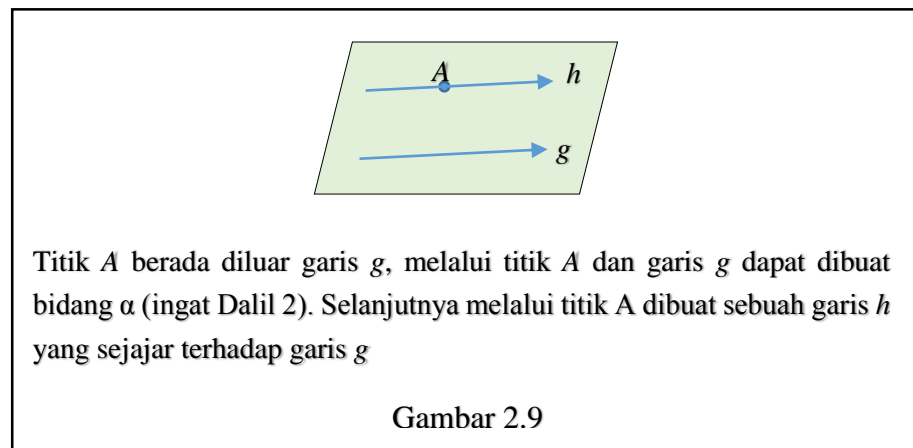 A
h
g
Titik A berada diluar garis g, melalui titik A dan garis g dapat dibuat
bidang α (ingat Dalil 2). Selanjutnya melalui titik A dibuat sebuah garis h
yang sejajar terhadap garis g
Gambar 2.9